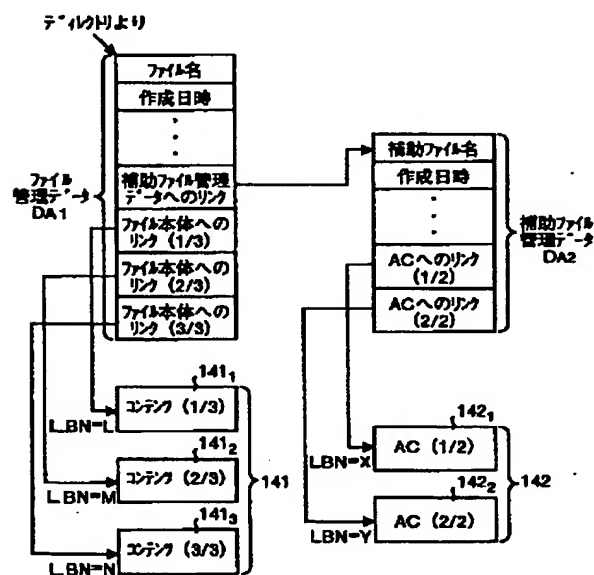 ディレクトリより
ファイル名
作成日時
・
・
・
補助ファイル管理
データへのリンク
ファイル本体への
リンク (1/3)
ファイル本体への
リンク (2/3)
ファイル本体への
リンク (3/3)
ファイル
管理データ
DA1
補助ファイル名
作成日時
・
・
・
ACへのリンク
(1/2)
ACへのリンク
(2/2)
補助ファイル
管理データ
DA2
141₁
コンテンツ (1/3)
LBN=L
141₂
コンテンツ (2/3)
LBN=M
141₃
コンテンツ (3/3)
LBN=N
141
142₁
AC (1/2)
LBN=X
142₂
AC (2/2)
LBN=Y
142